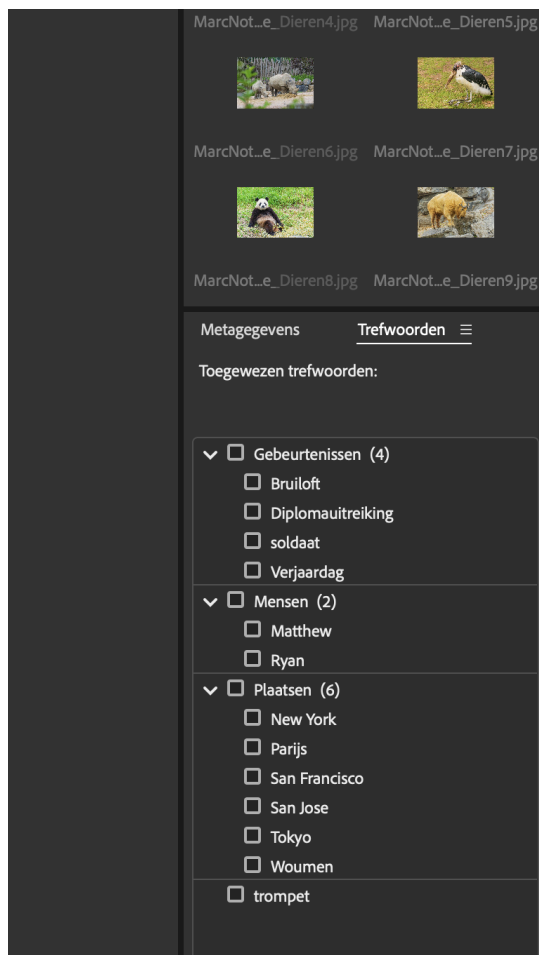 MarcNot...e_Dieren4.jpg MarcNot...e_Dieren5.jpg
MarcNot...e_Dieren6.jpg MarcNot...e_Dieren7.jpg
MarcNot...e_Dieren8.jpg MarcNot...e_Dieren9.jpg
Metagegevens Trefwoorden
Toegewezen trefwoorden:
Gebeurtenissen (4)
Bruiloft
Diplomauitreiking
soldaat
Verjaardag
Mensen (2)
Matthew
Ryan
Plaatsen (6)
New York
Parijs
San Francisco
San Jose
Tokyo
Woumen
trompet